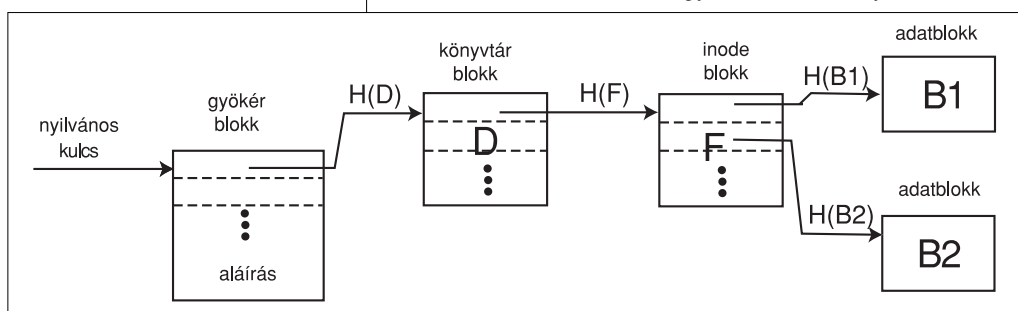 nyilvános
kulcs
gyökér
blokk
aláírás
H(D)
könyvtár
blokk
D
H(F)
inode
blokk
F
H(B1)
adatblokk
B1
H(B2)
adatblokk
B2